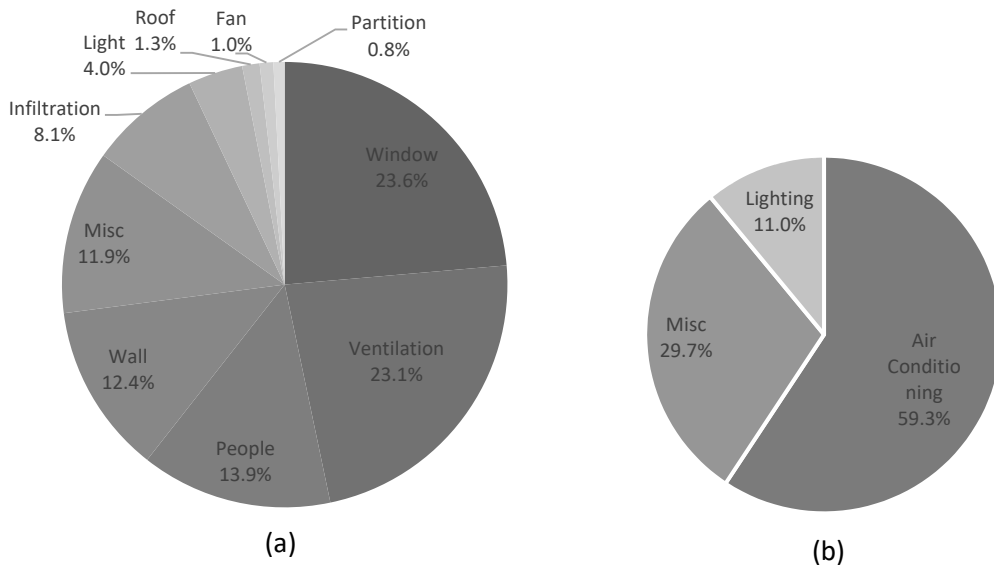 Roof
1.3%
Fan
1.0%
Partition
0.8%
Light
4.0%
Infiltration
8.1%
Window
23.6%
Misc
11.9%
Ventilation
23.1%
Wall
12.4%
People
13.9%
(a)
Lighting
11.0%
Misc
29.7%
Air
Conditio
ning
59.3%
(b)